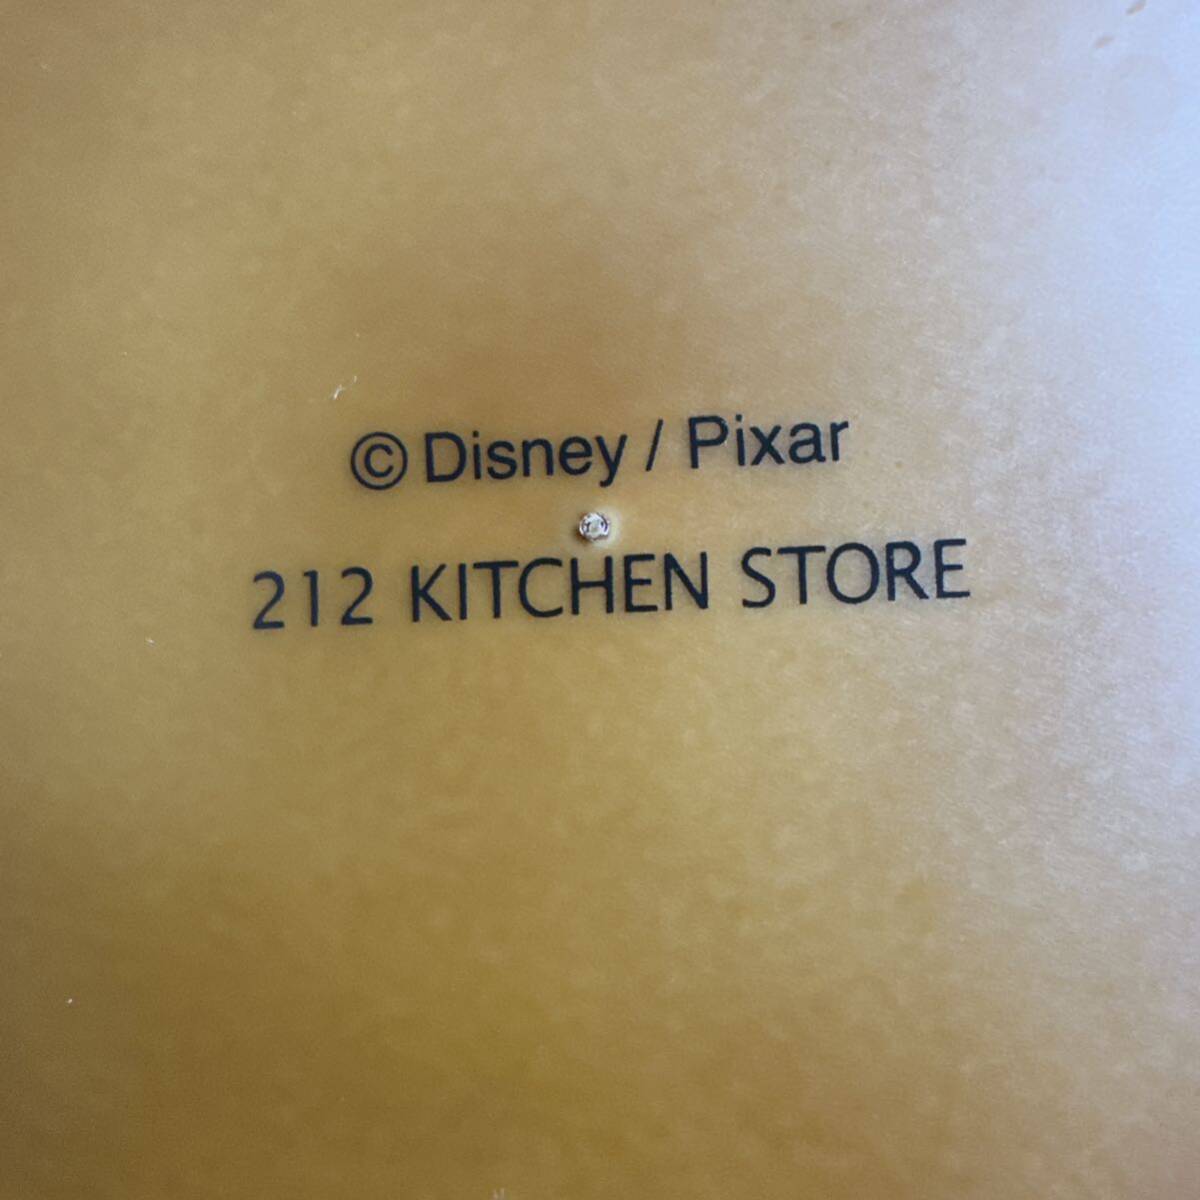 © Disney / Pixar
212 KITCHEN STORE